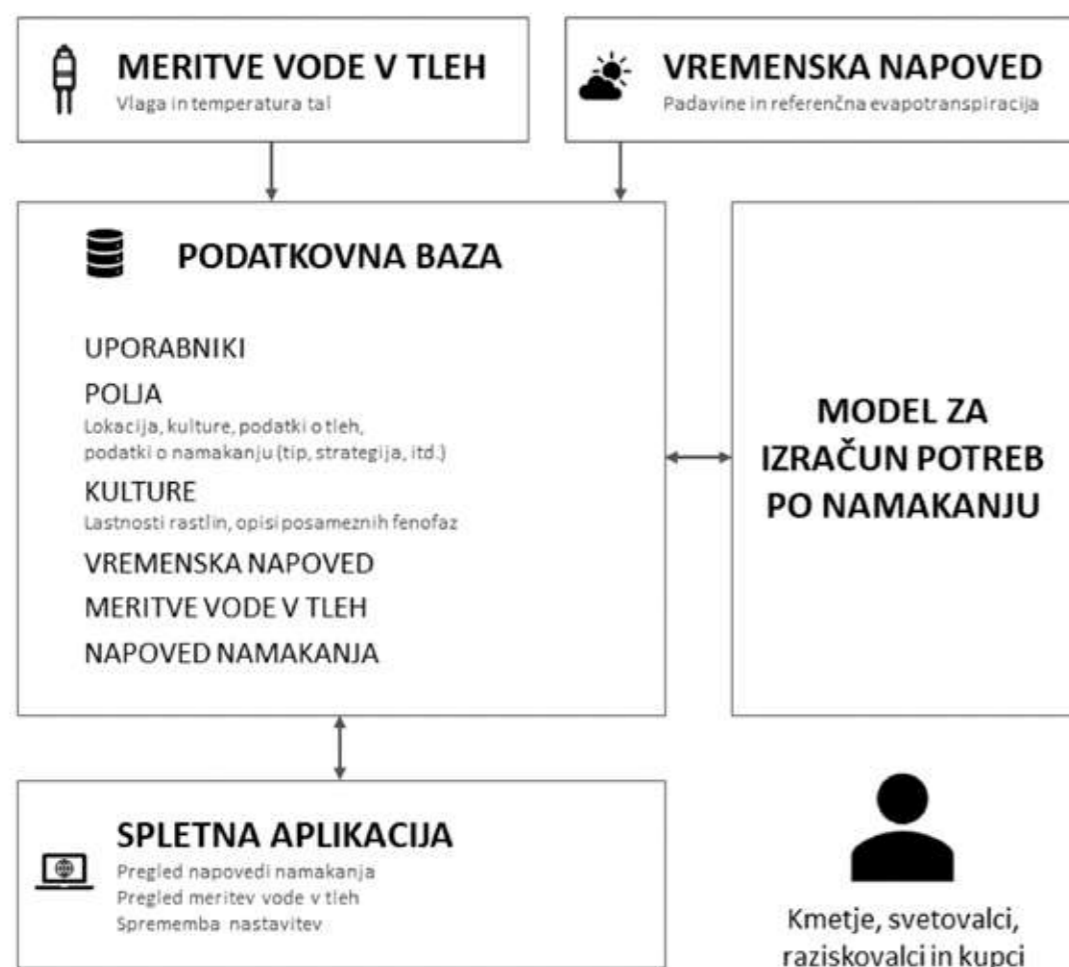 MERITVE VODE V TLEH
Vlaga in temperatura tal
VREMENSKA NAPOVED
Padavine in referenčna evapotranspiracija
PODATKOVNA BAZA
UPORABNIKI
POLJA
Lokacija, kulture, podatki o tleh,
podatki o namakanju (tip, strategija, itd.)
KULTURE
Lastnosti rastlin, opisi posameznih fenofaz
VREMENSKA NAPOVED
MERITVE VODE V TLEH
NAPOVED NAMAKANJA
MODEL ZA
IZRAČUN POTREB
PO NAMAKANJU
SPLETNA APLIKACIJA
Pregled napovedi namakanja
Pregled meritev vode v tleh
Sprememba nastavitev
Kmetje, svetovalci,
raziskovalci in kupci